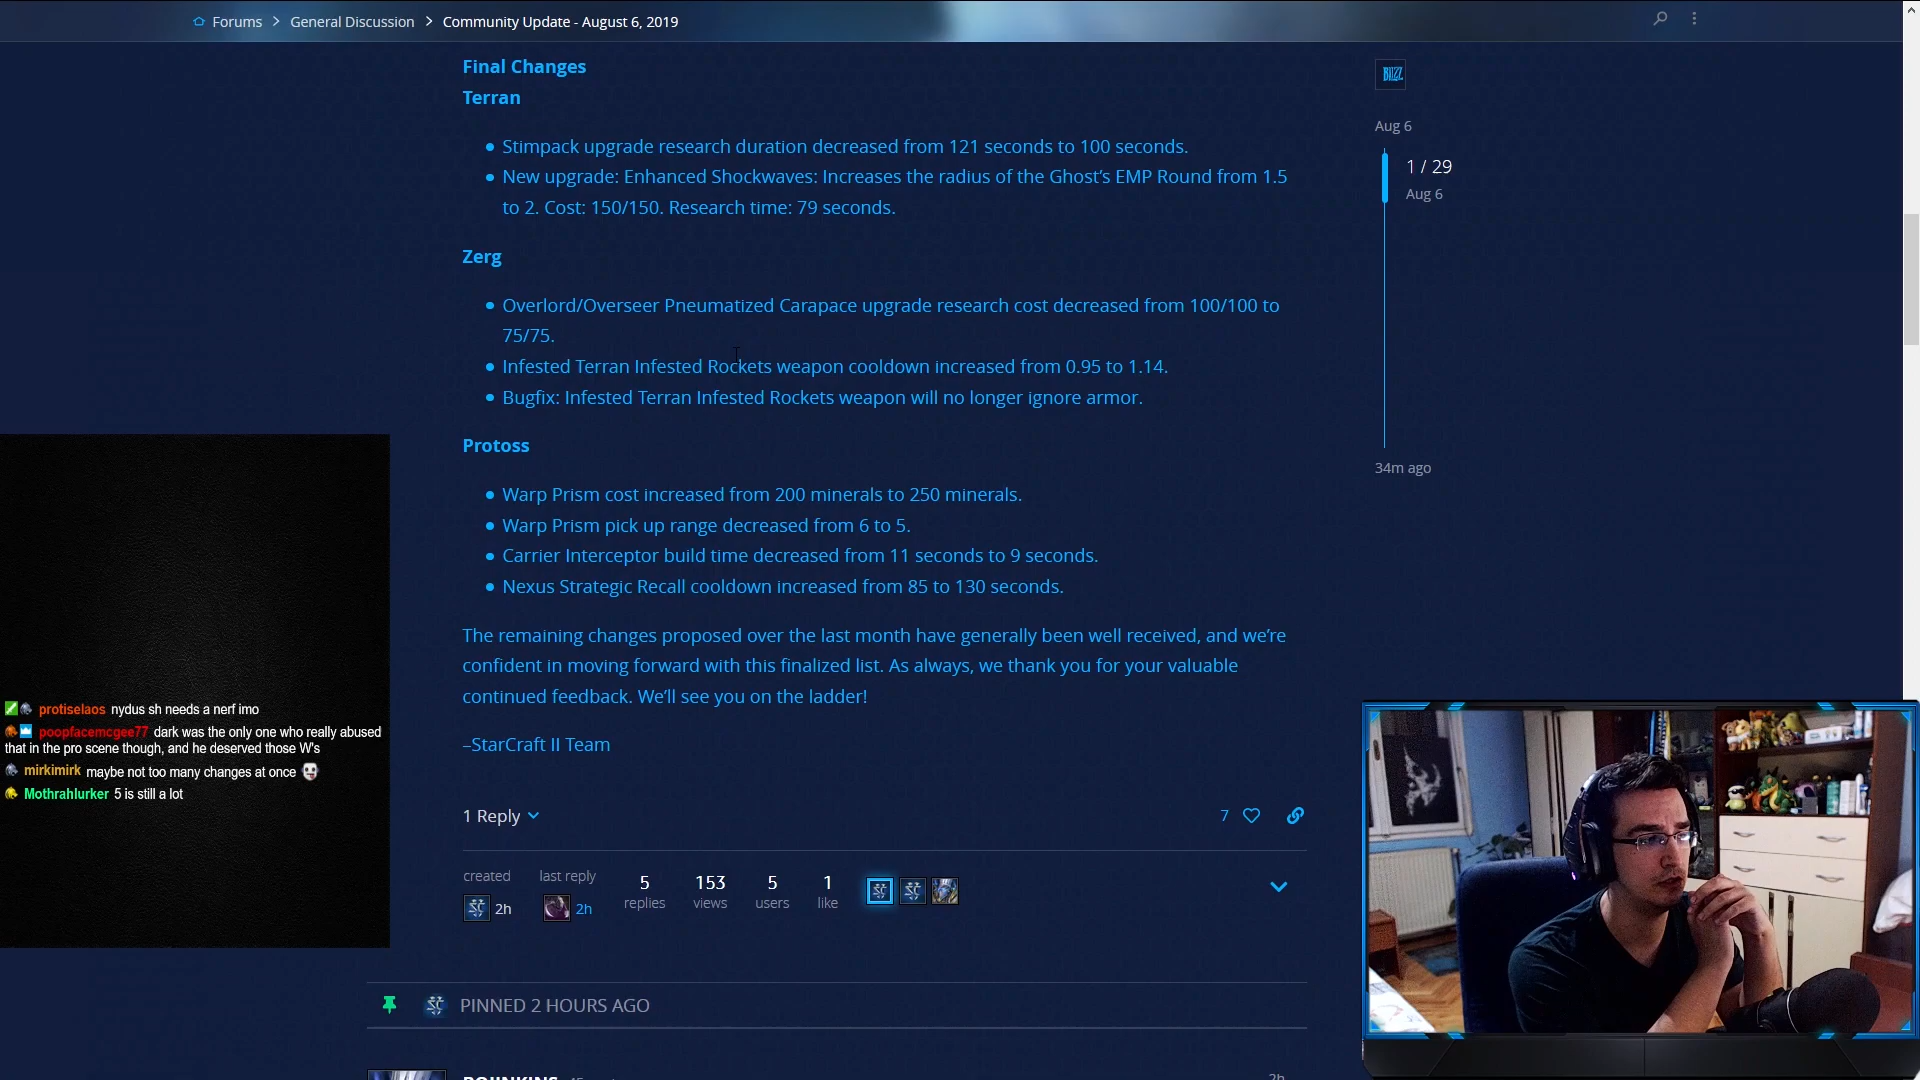 Forums > General Discussion > Community Update - August 6, 2019
Final Changes
Terran
Stimpack upgrade research duration decreased from 121 seconds to 100 seconds.
New upgrade: Enhanced Shockwaves: Increases the radius of the Ghost's EMP Round from 1.5
to 2. Cost: 150/150. Research time: 79 seconds.
Zerg
Overlord/Overseer Pneumatized Carapace upgrade research cost decreased from 100/100 to
75/75.
Infested Terran Infested Rockets weapon cooldown increased from 0.95 to 1.14.
Bugfix: Infested Terran Infested Rockets weapon will no longer ignore armor.
Protoss
Warp Prism cost increased from 200 minerals to 250 minerals.
Warp Prism pick up range decreased from 6 to 5.
Carrier Interceptor build time decreased from 11 seconds to 9 seconds.
Nexus Strategic Recall cooldown increased from 85 to 130 seconds.
The remaining changes proposed over the last month have generally been well received, and we're
confident in moving forward with this finalized list. As always, we thank you for your valuable
continued feedback. We'll see you on the ladder!
–StarCraft II Team
1 Reply
7
created
last reply
5
153
5
1
2h
2h
replies
views
users
like
PINNED 2 HOURS AGO
2h
BLIZZ
Aug 6
1 / 29
Aug 6
34m ago
protiselaos nydus sh needs a nerf imo
poopfacemcgee77 dark was the only one who really abused
that in the pro scene though, and he deserved those W's
mirkimirk maybe not too many changes at once
Mothrahlurker 5 is still a lot